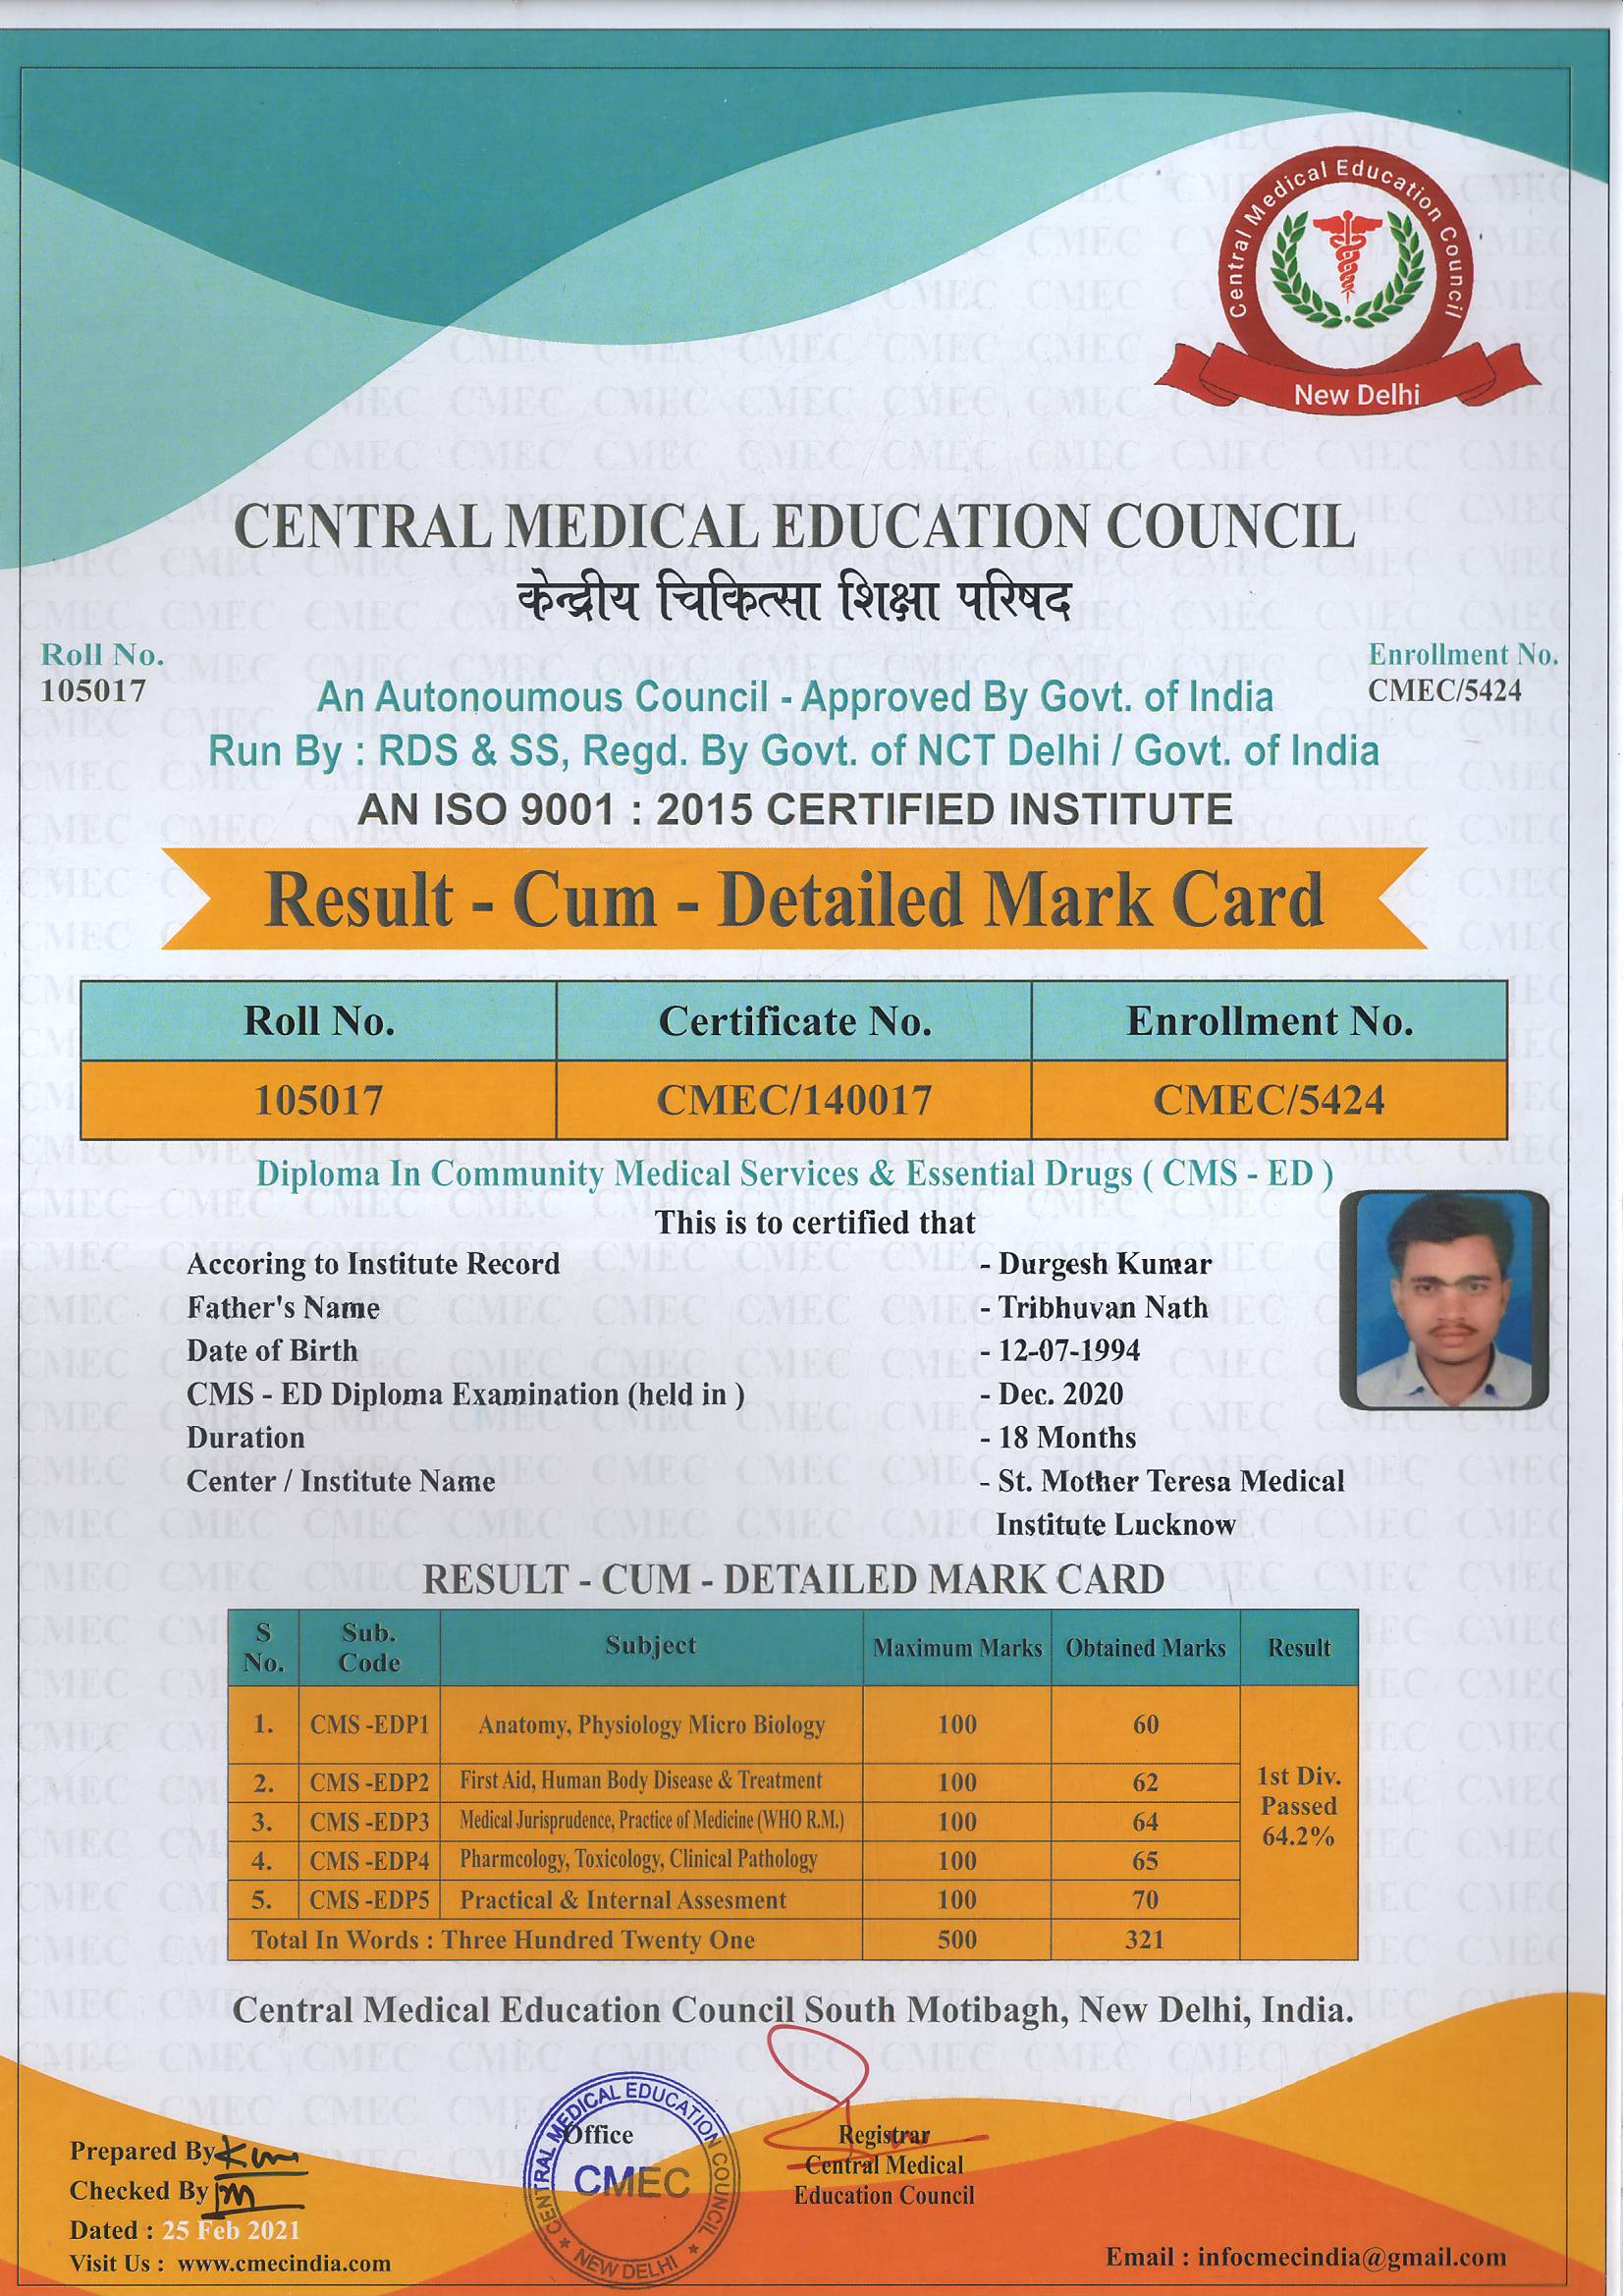 Central Medical Education Council
New Delhi
CENTRAL MEDICAL EDUCATION COUNCIL
केन्द्रीय चिकित्सा शिक्षा परिषद
Roll No.
105017
Enrollment No.
CMEC/5424
An Autonoumous Council - Approved By Govt. of India
Run By : RDS & SS, Regd. By Govt. of NCT Delhi / Govt. of India
AN ISO 9001 : 2015 CERTIFIED INSTITUTE
Result - Cum - Detailed Mark Card
Roll No. Certificate No. Enrollment No.
105017 CMEC/140017 CMEC/5424
Diploma In Community Medical Services & Essential Drugs ( CMS - ED )
This is to certified that
Accoring to Institute Record - Durgesh Kumar
Father's Name - Tribhuvan Nath
Date of Birth - 12-07-1994
CMS - ED Diploma Examination (held in ) - Dec. 2020
Duration - 18 Months
Center / Institute Name - St. Mother Teresa Medical
Institute Lucknow
RESULT - CUM - DETAILED MARK CARD
S No. Sub. Code Subject Maximum Marks Obtained Marks Result
1. CMS -EDP1 Anatomy, Physiology Micro Biology 100 60
2. CMS -EDP2 First Aid, Human Body Disease & Treatment 100 62
3. CMS -EDP3 Medical Jurisprudence, Practice of Medicine (WHO R.M.) 100 64
4. CMS -EDP4 Pharmcology, Toxicology, Clinical Pathology 100 65
5. CMS -EDP5 Practical & Internal Assesment 100 70
1st Div.
Passed
64.2%
Total In Words : Three Hundred Twenty One 500 321
Central Medical Education Council South Motibagh, New Delhi, India.
Prepared By
Checked By
Dated : 25 Feb 2021
Visit Us : www.cmecindia.com
Office
CENTRAL MEDICAL EDUCATION COUNCIL
CMEC
NEW DELHI
Registrar
Central Medical
Education Council
Email : infocmecindia@gmail.com